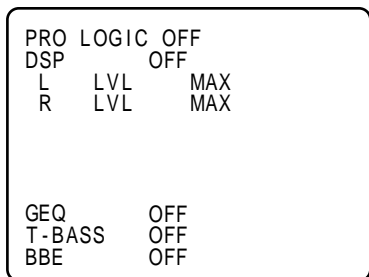 PRO LOGIC OFF
DSP OFF
L LVL MAX
R LVL MAX
GEQ OFF
T-BASS OFF
BBE OFF